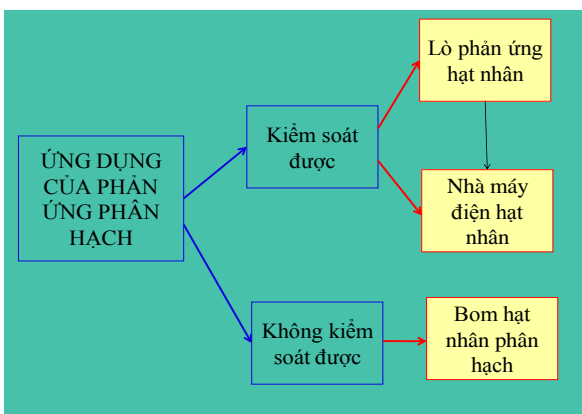 Lò phản ứng
hạt nhân
Kiểm soát
được
ỨNG DỤNG
CỦA PHẢN
ỨNG PHÂN
HẠCH
Nhà máy
điện hạt
nhân
Không kiểm
soát được
Bom hạt
nhân phân
hạch